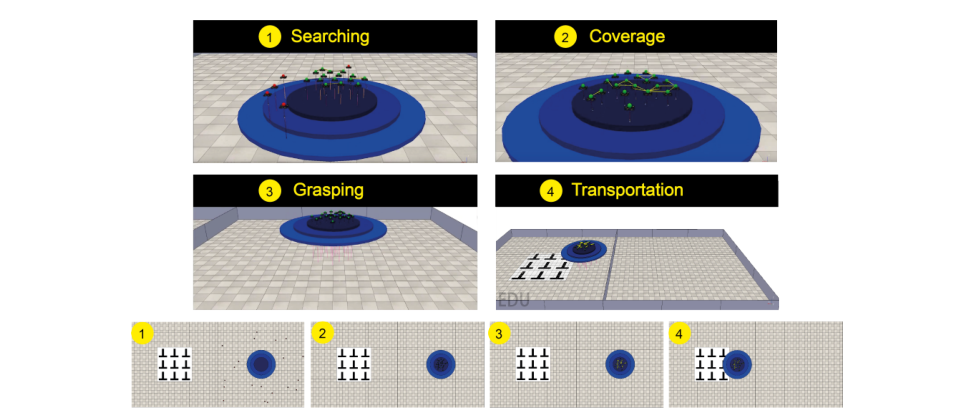 1 Searching
2 Coverage
3 Grasping
4 Transportation
EDU
1
2
3
4